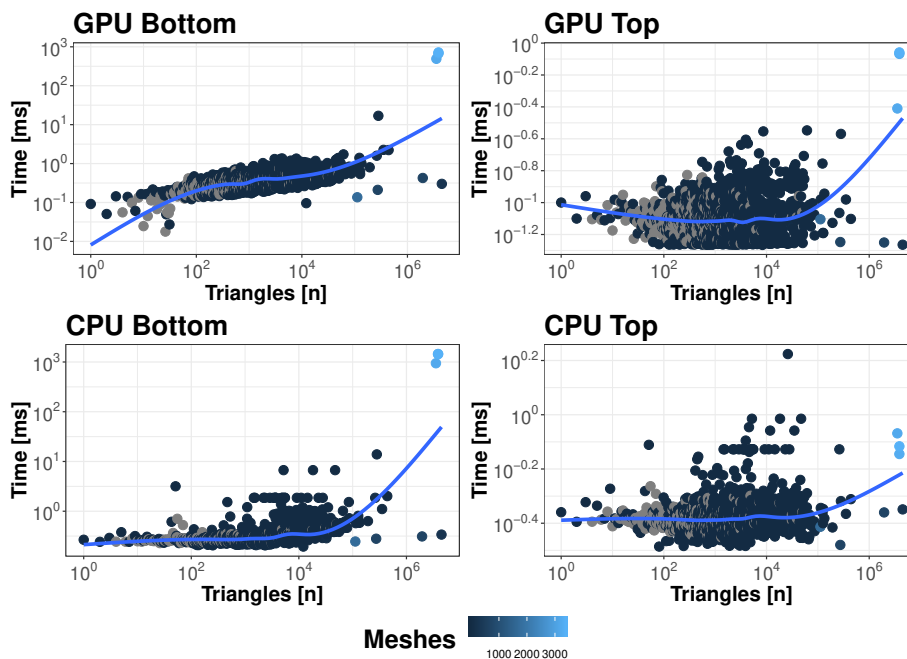 GPU Bottom
Time [ms]
10^3
10^2
10^1
10^0
10^−1
10^−2
10^0 10^2 10^4 10^6
Triangles [n]
GPU Top
Time [ms]
10^0
10^−0.2
10^−0.4
10^−0.6
10^−0.8
10^−1
10^−1.2
10^0 10^2 10^4 10^6
Triangles [n]
CPU Bottom
Time [ms]
10^3
10^2
10^1
10^0
10^0 10^2 10^4 10^6
Triangles [n]
CPU Top
Time [ms]
10^0.2
10^0
10^−0.2
10^−0.4
10^0 10^2 10^4 10^6
Triangles [n]
Meshes
1000 2000 3000